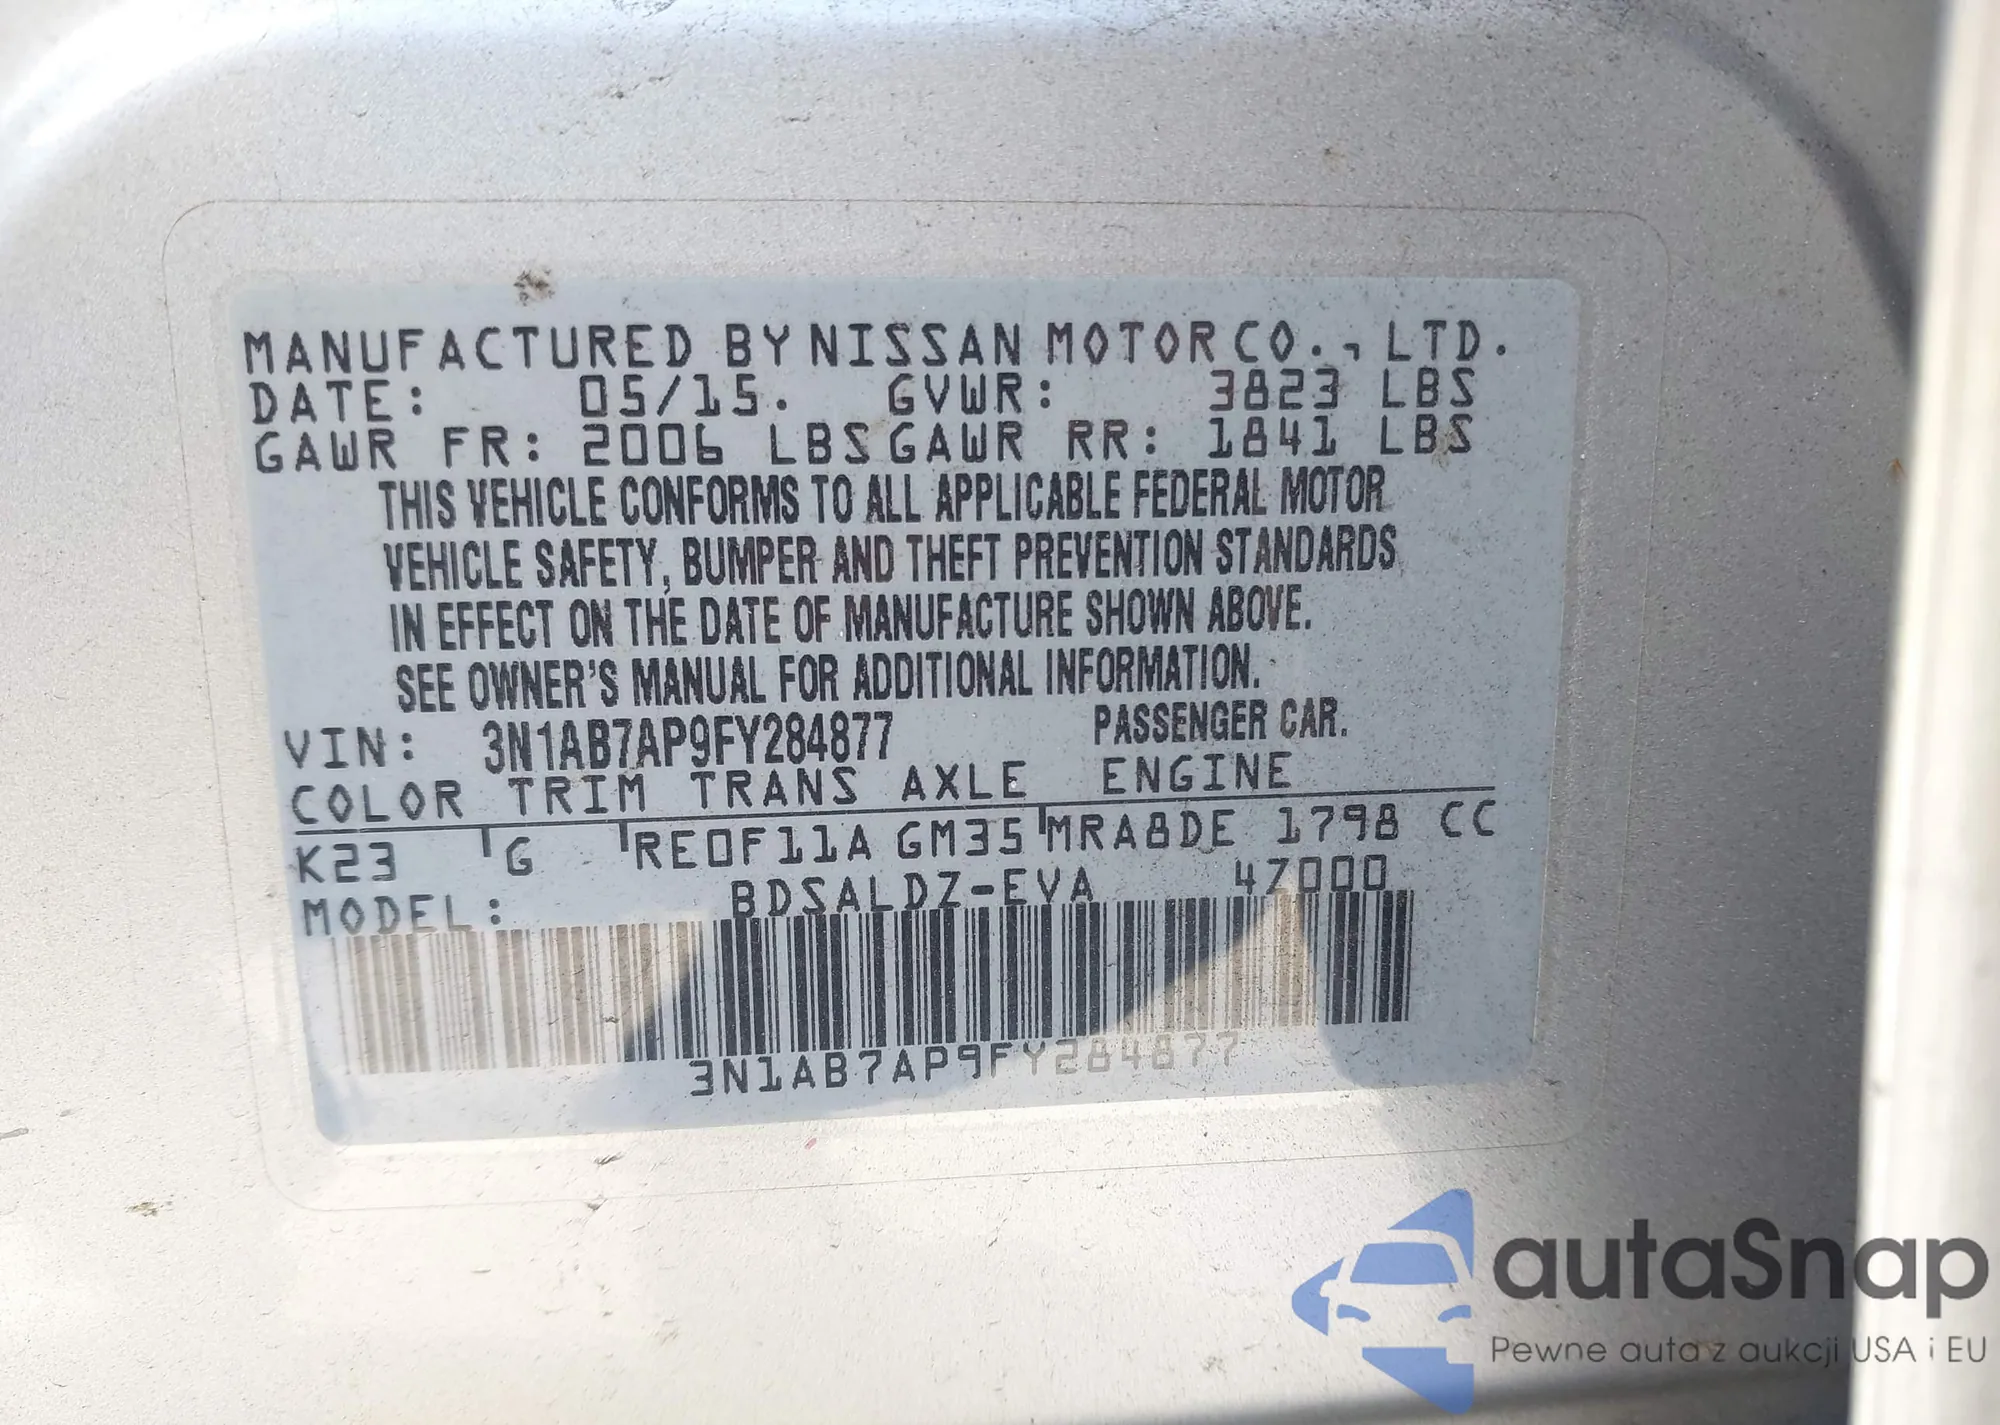 MANUFACTURED BY NISSAN MOTOR CO., LTD.
DATE: 05/15. GVWR: 3823 LBS
GAWR FR: 2006 LBS GAWR RR: 1841 LBS
THIS VEHICLE CONFORMS TO ALL APPLICABLE FEDERAL MOTOR
VEHICLE SAFETY, BUMPER AND THEFT PREVENTION STANDARDS
IN EFFECT ON THE DATE OF MANUFACTURE SHOWN ABOVE.
SEE OWNER'S MANUAL FOR ADDITIONAL INFORMATION.
VIN: 3N1AB7AP9FY284877 PASSENGER CAR.
COLOR TRIM TRANS AXLE ENGINE
K23 G RE0F11A GM35 MRA8DE 1798 CC
MODEL: BDSALDZ-EVA 47000
3N1AB7AP9FY284877
autaSnap
Pewne auta z aukcji USA i EU